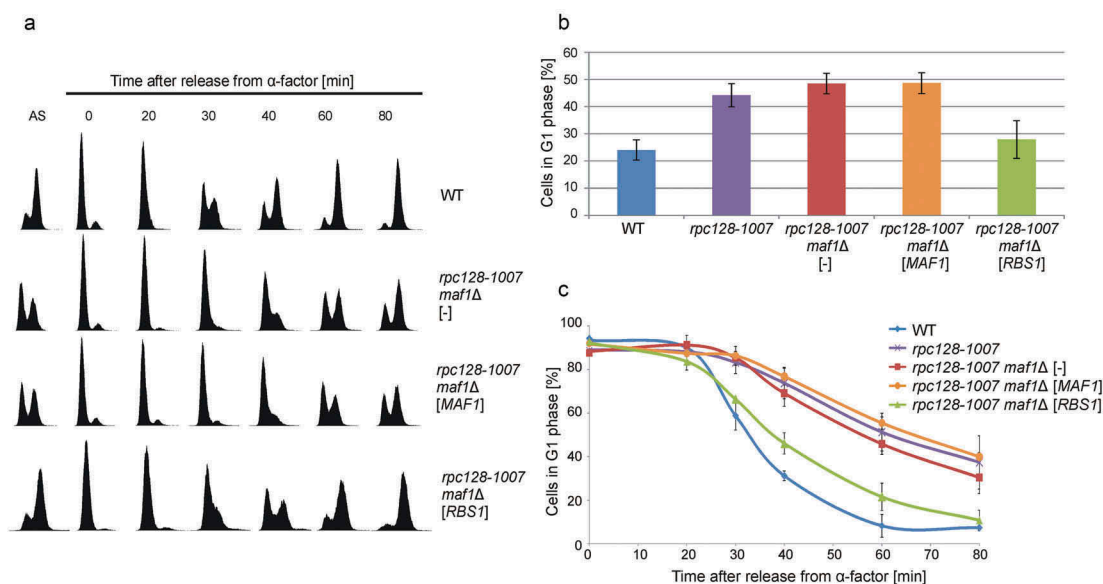 a
Time after release from α-factor [min]
AS 0 20 30 40 60 80
WT
rpc128-1007
maf1Δ
[-]
rpc128-1007
maf1Δ
[MAF1]
rpc128-1007
maf1Δ
[RBS1]
b
Cells in G1 phase [%]
60
50
40
30
20
10
0
WT
rpc128-1007
rpc128-1007
maf1Δ
[-]
rpc128-1007
maf1Δ
[MAF1]
rpc128-1007
maf1Δ
[RBS1]
c
Cells in G1 phase [%]
100
80
60
40
20
0
0 10 20 30 40 50 60 70 80
Time after release from α-factor [min]
WT
rpc128-1007
rpc128-1007 maf1Δ [-]
rpc128-1007 maf1Δ [MAF1]
rpc128-1007 maf1Δ [RBS1]